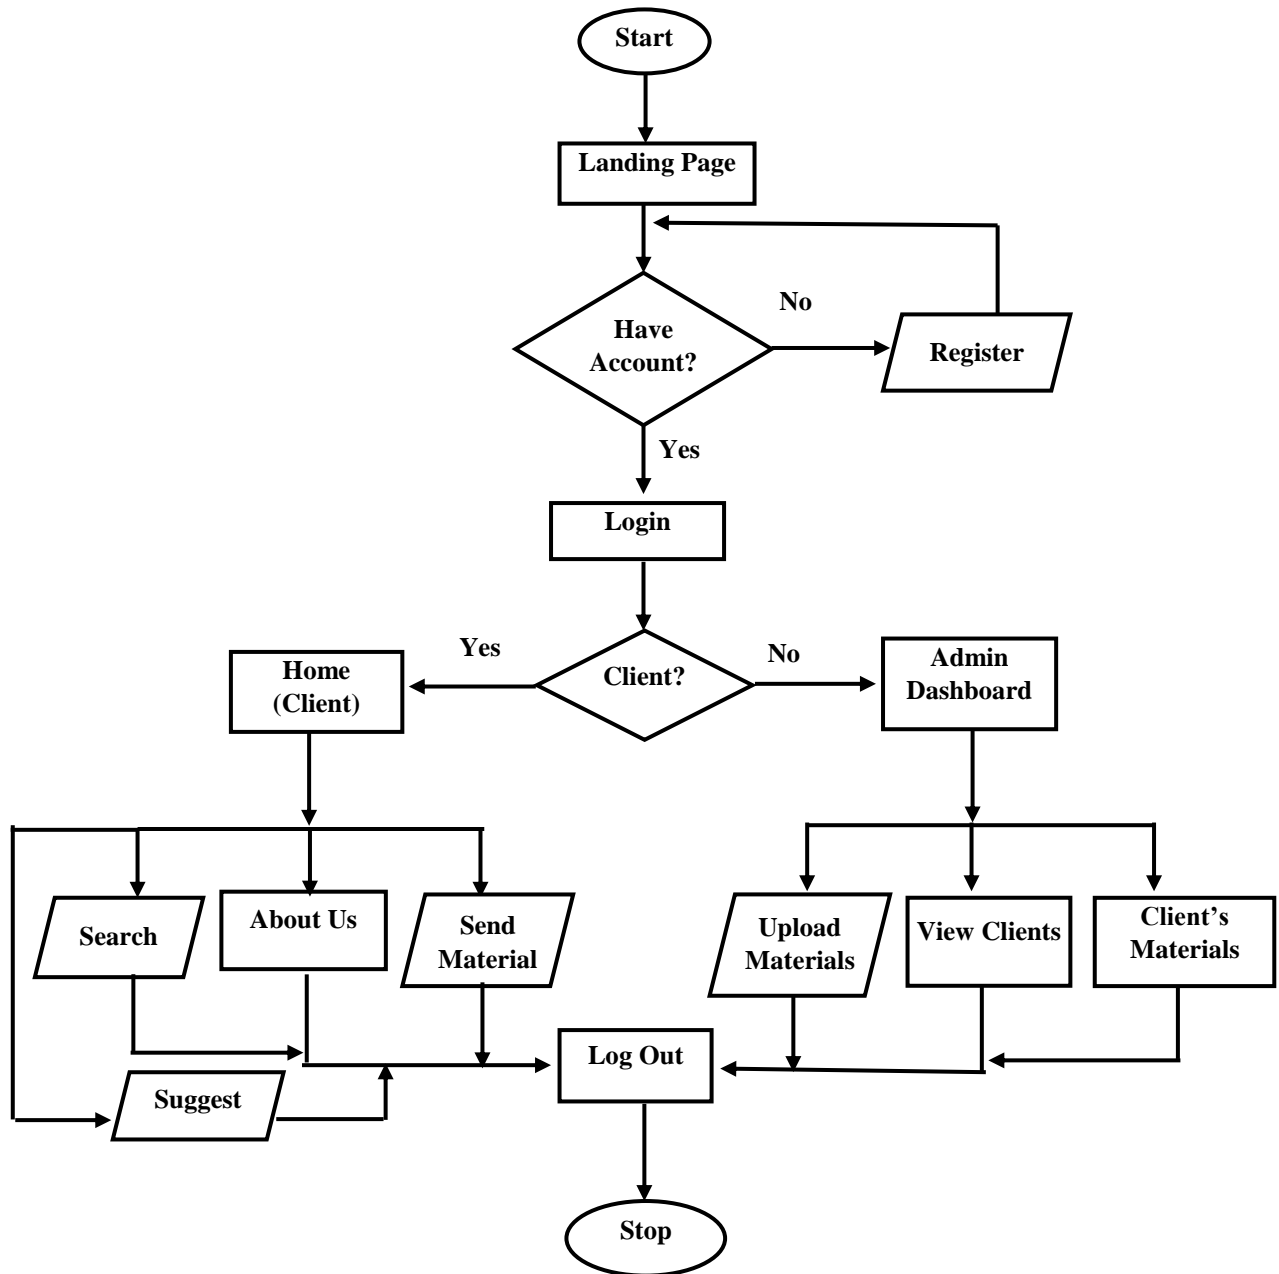 Start
Landing Page
No
Have
Account?
Register
Yes
Login
Yes
Client?
No
Home
(Client)
Admin
Dashboard
Search
About Us
Send
Material
Upload
Materials
View Clients
Client’s
Materials
Suggest
Log Out
Stop